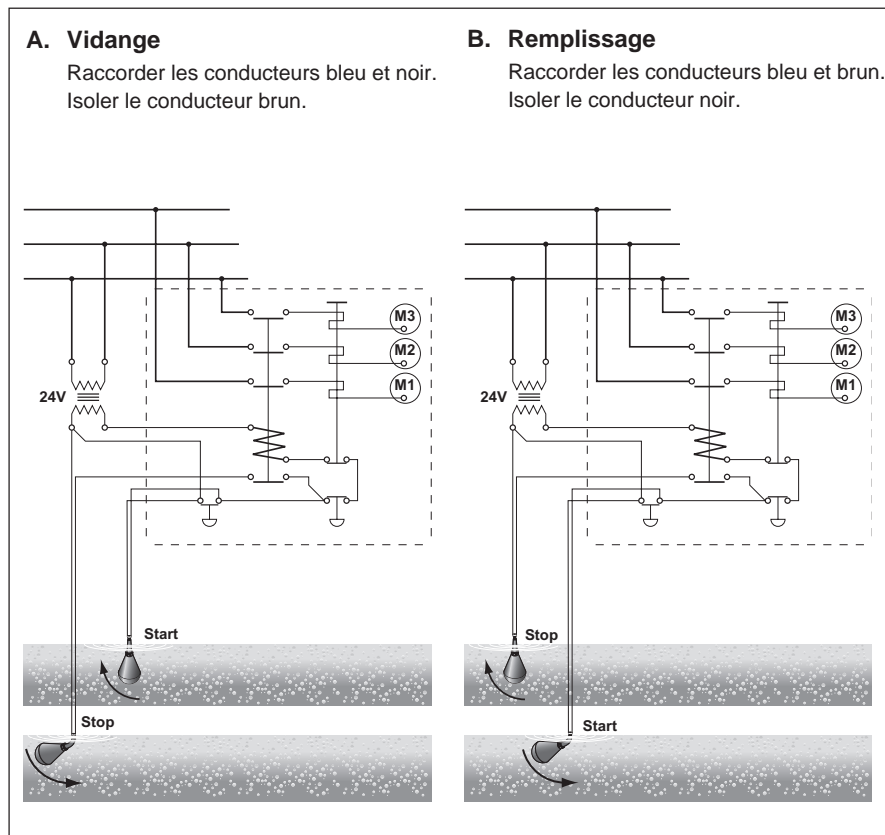 A. Vidange
Raccorder les conducteurs bleu et noir.
Isoler le conducteur brun.
M3
M2
24V
M1
Start
Stop
B. Remplissage
Raccorder les conducteurs bleu et brun.
Isoler le conducteur noir.
M3
M2
24V
M1
Stop
Start